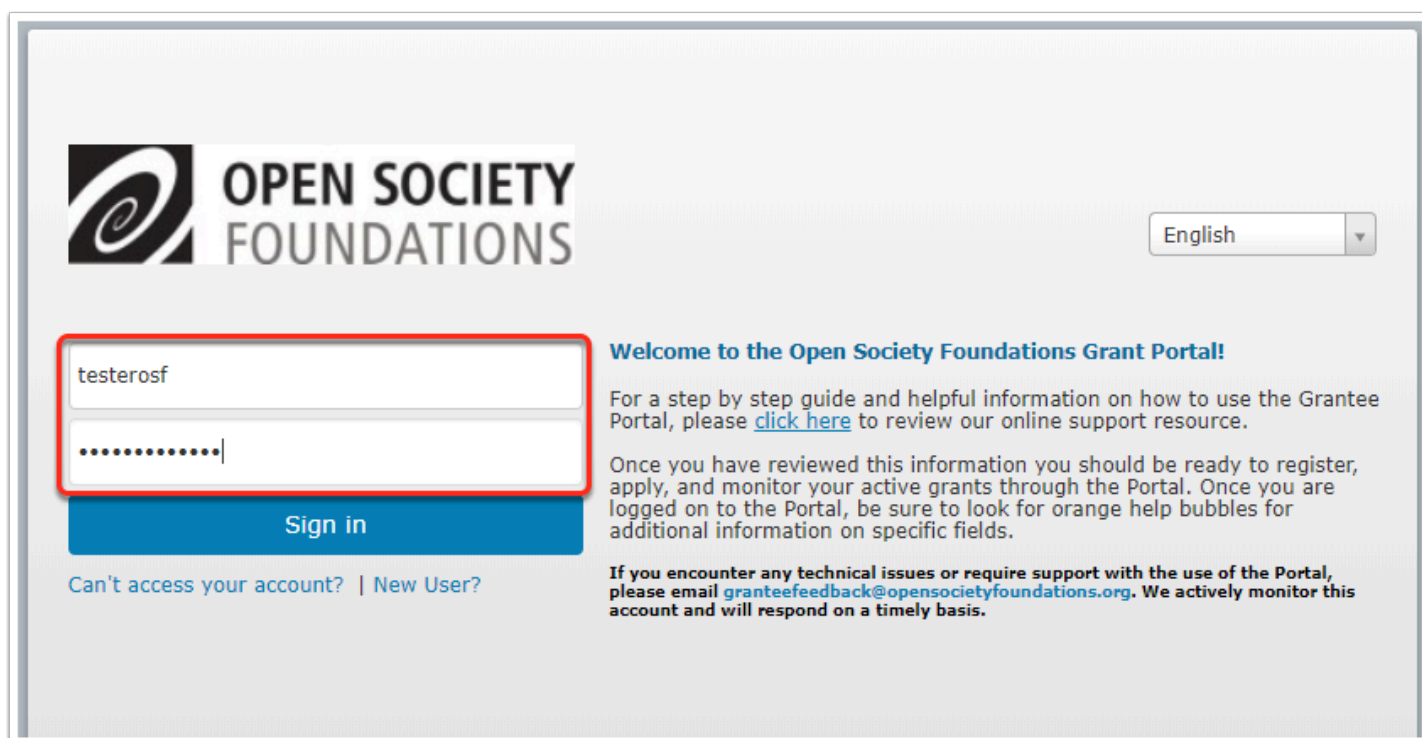 OPEN SOCIETY
FOUNDATIONS
English
testerosf
•••••••••••••
Sign in
Can't access your account? | New User?
Welcome to the Open Society Foundations Grant Portal!
For a step by step guide and helpful information on how to use the Grantee
Portal, please click here to review our online support resource.
Once you have reviewed this information you should be ready to register,
apply, and monitor your active grants through the Portal. Once you are
logged on to the Portal, be sure to look for orange help bubbles for
additional information on specific fields.
If you encounter any technical issues or require support with the use of the Portal,
please email granteefeedback@opensocietyfoundations.org. We actively monitor this
account and will respond on a timely basis.